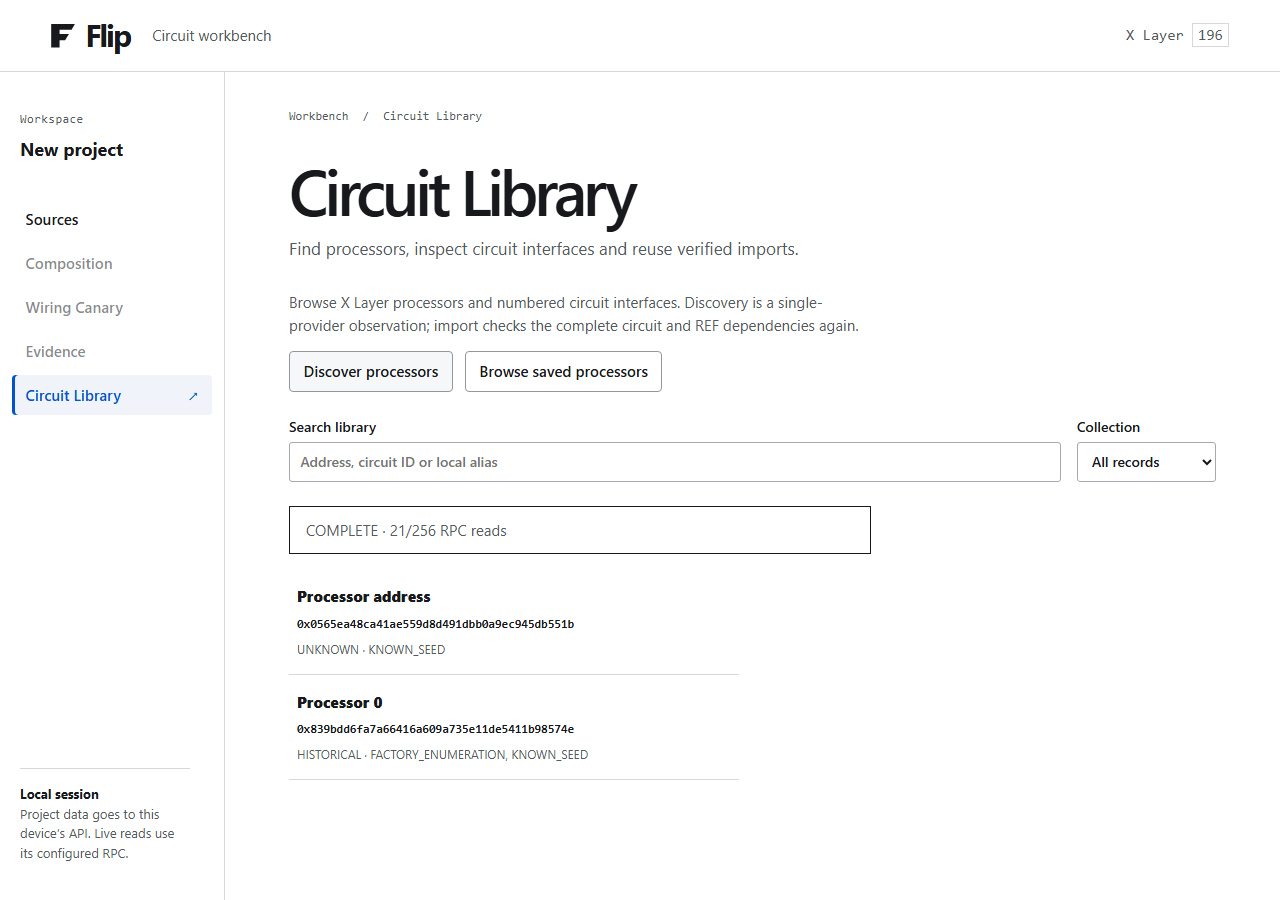 Flip Circuit workbench X Layer 196
Workspace
New project
Sources
Composition
Wiring Canary
Evidence
Circuit Library ↗
Local session
Project data goes to this
device's API. Live reads use
its configured RPC.
Workbench / Circuit Library
Circuit Library
Find processors, inspect circuit interfaces and reuse verified imports.
Browse X Layer processors and numbered circuit interfaces. Discovery is a single-
provider observation; import checks the complete circuit and REF dependencies again.
Discover processors Browse saved processors
Search library Collection
Address, circuit ID or local alias All records
COMPLETE · 21/256 RPC reads
Processor address
0x0565ea48ca41ae559d8d491dbb0a9ec945db551b
UNKNOWN · KNOWN_SEED
Processor 0
0x839bdd6fa7a66416a609a735e11de5411b98574e
HISTORICAL · FACTORY_ENUMERATION, KNOWN_SEED